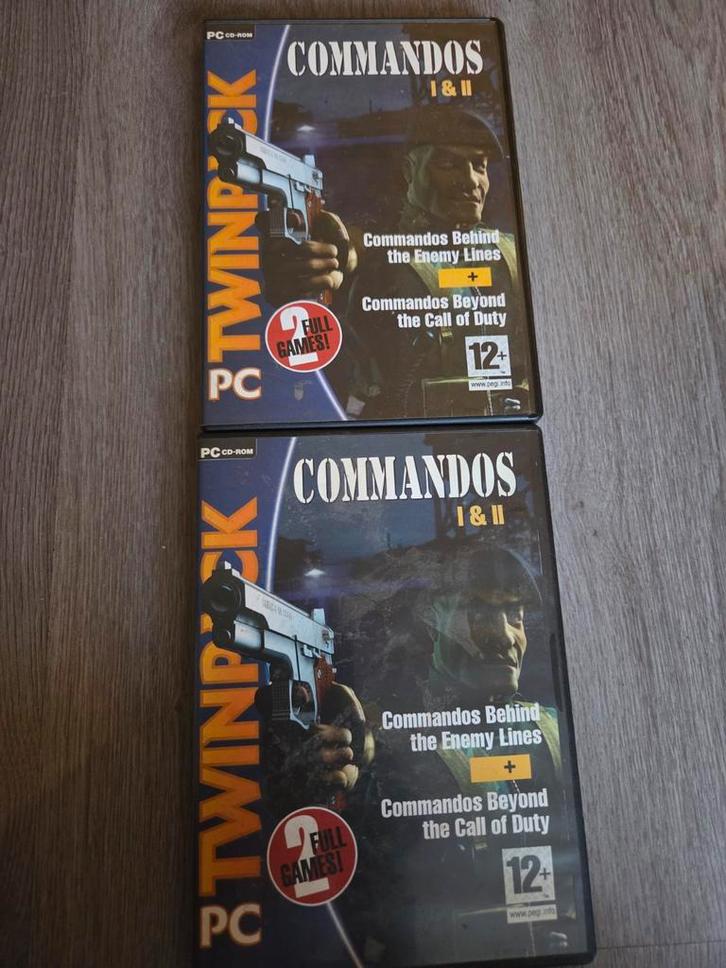 PC CD-ROM
COMMANDOS
I & II
PC TWINPACK
Commandos Behind
the Enemy Lines
+
Commandos Beyond
the Call of Duty
2 FULL
GAMES!
12+
www.pegi.info
PC CD-ROM
COMMANDOS
I & II
PC TWINPACK
Commandos Behind
the Enemy Lines
+
Commandos Beyond
the Call of Duty
2 FULL
GAMES!
12+
www.pegi.info